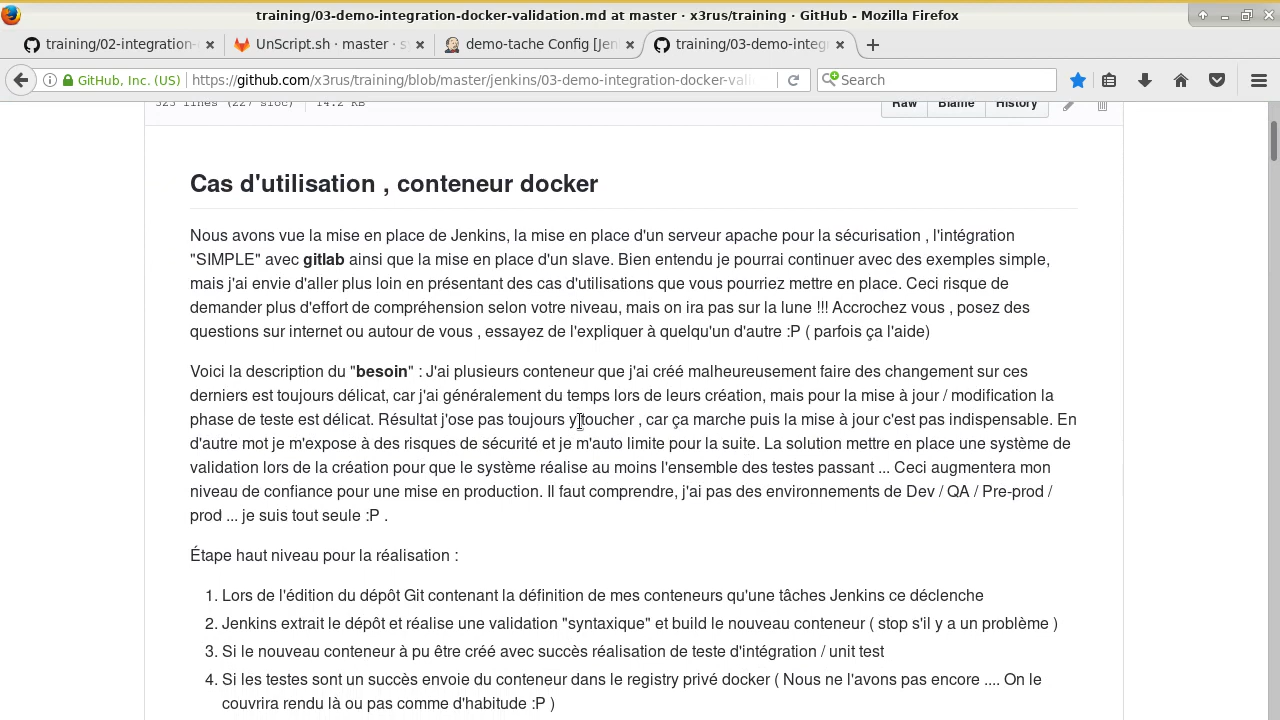 training/03-demo-integration-docker-validation.md at master · x3rus/training · GitHub - Mozilla Firefox
training/02-integration-
UnScript.sh · master · s
demo-tache Config [Jen
training/03-demo-integ
GitHub, Inc. (US)
https://github.com/x3rus/training/blob/master/jenkins/03-demo-integration-docker-vali
Search
323 lines (227 sloc) 14.2 KB
Raw Blame History
Cas d'utilisation , conteneur docker
Nous avons vue la mise en place de Jenkins, la mise en place d'un serveur apache pour la sécurisation , l'intégration
"SIMPLE" avec gitlab ainsi que la mise en place d'un slave. Bien entendu je pourrai continuer avec des exemples simple,
mais j'ai envie d'aller plus loin en présentant des cas d'utilisations que vous pourriez mettre en place. Ceci risque de
demander plus d'effort de compréhension selon votre niveau, mais on ira pas sur la lune !!! Accrochez vous , posez des
questions sur internet ou autour de vous , essayez de l'expliquer à quelqu'un d'autre :P ( parfois ça l'aide)
Voici la description du "besoin" : J'ai plusieurs conteneur que j'ai créé malheureusement faire des changement sur ces
derniers est toujours délicat, car j'ai généralement du temps lors de leurs création, mais pour la mise à jour / modification la
phase de teste est délicat. Résultat j'ose pas toujours y toucher , car ça marche puis la mise à jour c'est pas indispensable. En
d'autre mot je m'expose à des risques de sécurité et je m'auto limite pour la suite. La solution mettre en place une système de
validation lors de la création pour que le système réalise au moins l'ensemble des testes passant ... Ceci augmentera mon
niveau de confiance pour une mise en production. Il faut comprendre, j'ai pas des environnements de Dev / QA / Pre-prod /
prod ... je suis tout seule :P .
Étape haut niveau pour la réalisation :
1. Lors de l'édition du dépôt Git contenant la définition de mes conteneurs qu'une tâches Jenkins ce déclenche
2. Jenkins extrait le dépôt et réalise une validation "syntaxique" et build le nouveau conteneur ( stop s'il y a un problème )
3. Si le nouveau conteneur à pu être créé avec succès réalisation de teste d'intégration / unit test
4. Si les testes sont un succès envoie du conteneur dans le registry privé docker ( Nous ne l'avons pas encore .... On le
couvrira rendu là ou pas comme d'habitude :P )